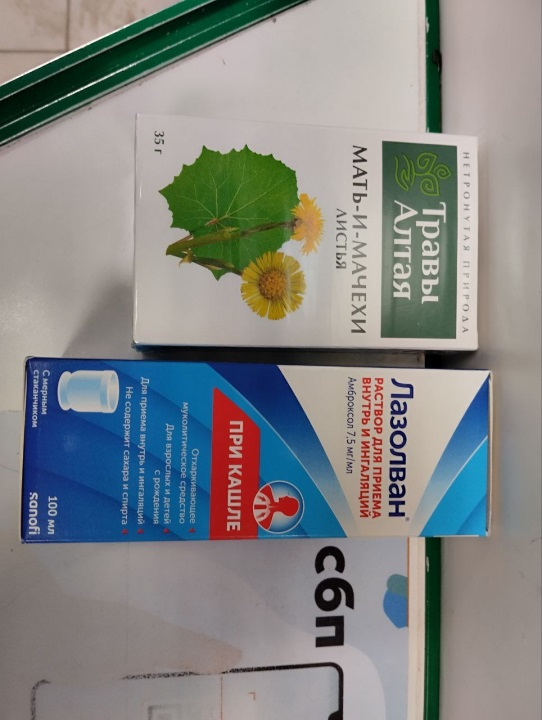 НЕТРОНУТАЯ ПРИРОДА
Травы
Алтая
МАТЬ-И-МАЧЕХИ
ЛИСТЬЯ
35 г
Лазолван®
РАСТВОР ДЛЯ ПРИЕМА
ВНУТРЬ И ИНГАЛЯЦИЙ
Амброксол 7,5 мг/мл
ПРИ КАШЛЕ
Отхаркивающее
муколитическое средство
Для взрослых и детей
с рождения
Для приема внутрь и ингаляций
Не содержит сахара и спирта
С мерным
стаканчиком
100 мл
sanofi
сбп